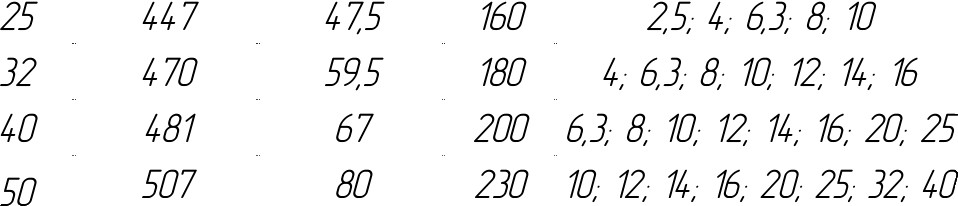 25 447 47,5 160 2,5; 4; 6,3; 8; 10
32 470 59,5 180 4; 6,3; 8; 10; 12; 14; 16
40 481 67 200 6,3; 8; 10; 12; 14; 16; 20; 25
50 507 80 230 10; 12; 14; 16; 20; 25; 32; 40